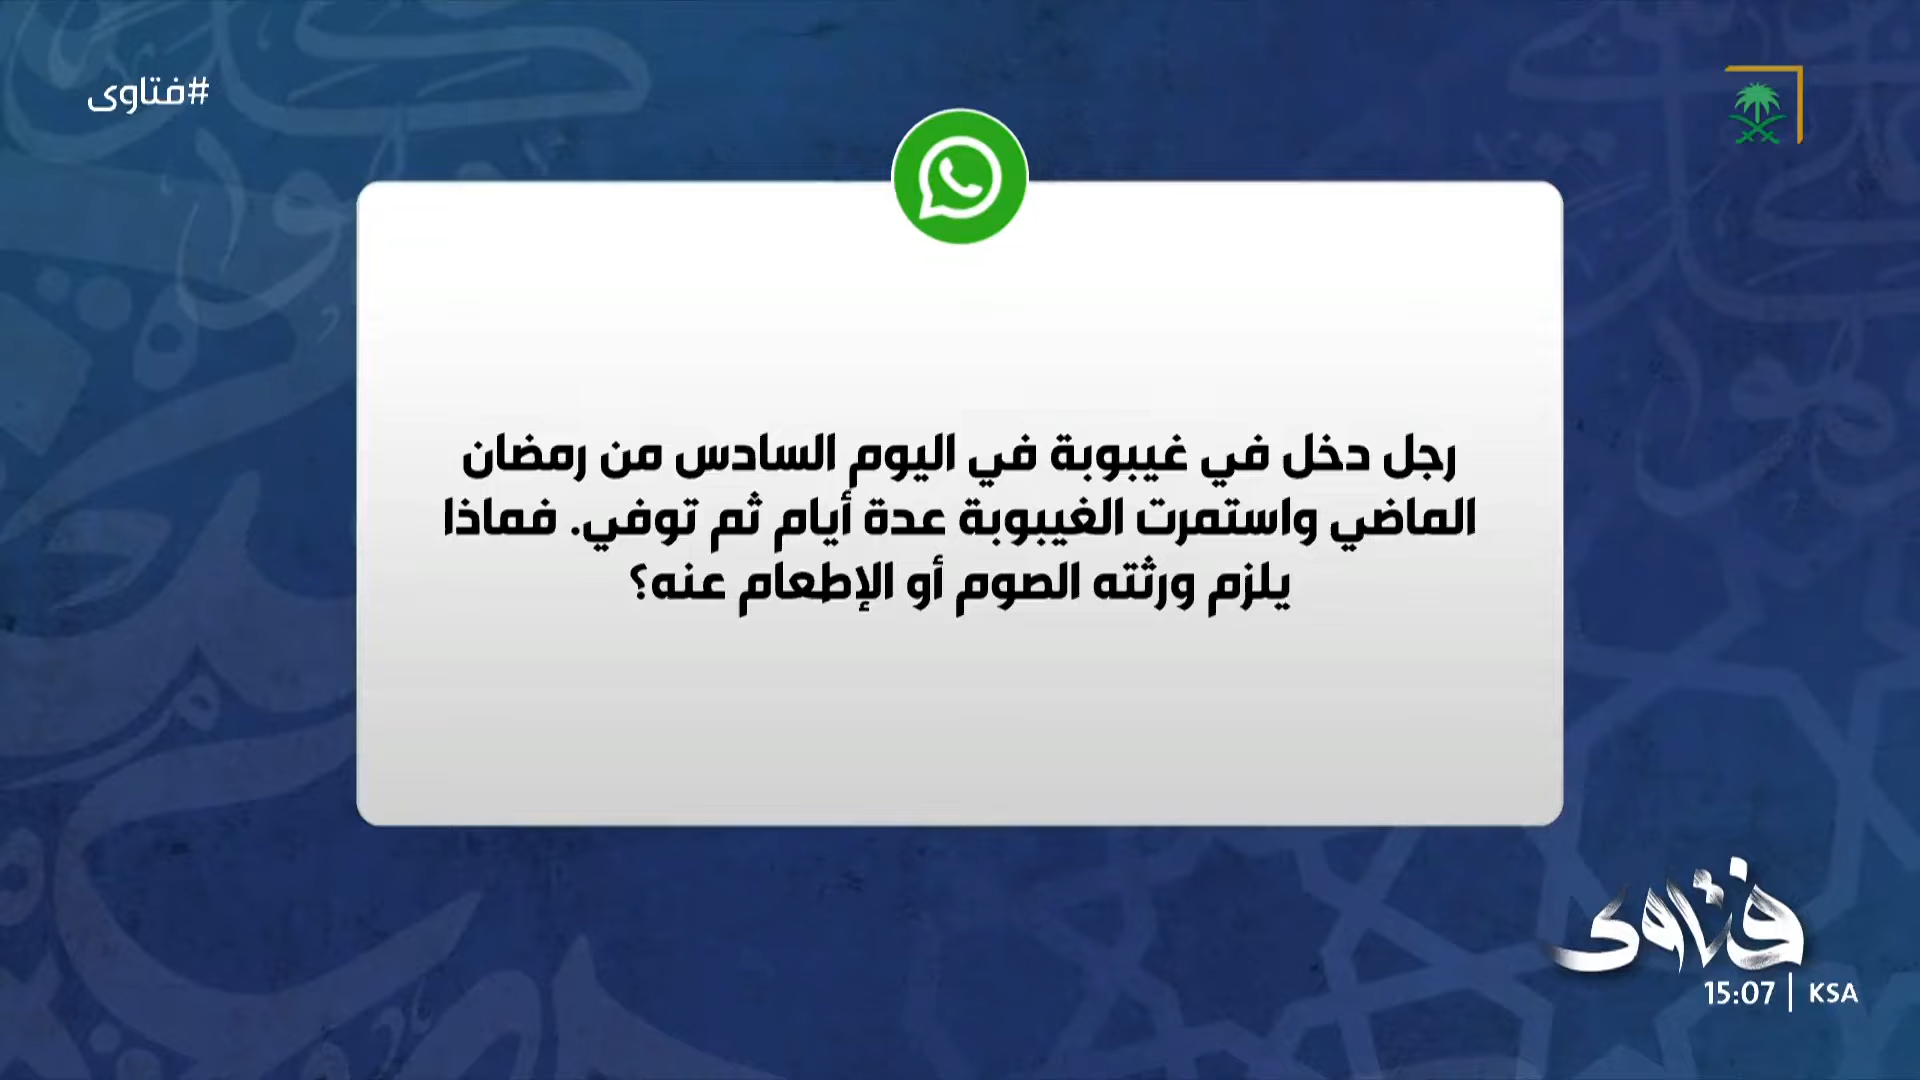 #فتاوى
رجل دخل في غيبوبة في اليوم السادس من رمضان
الماضي واستمرت الغيبوبة عدة أيام ثم توفي. فماذا
يلزم ورثته الصوم أو الإطعام عنه؟
فتاوى
15:07 | KSA